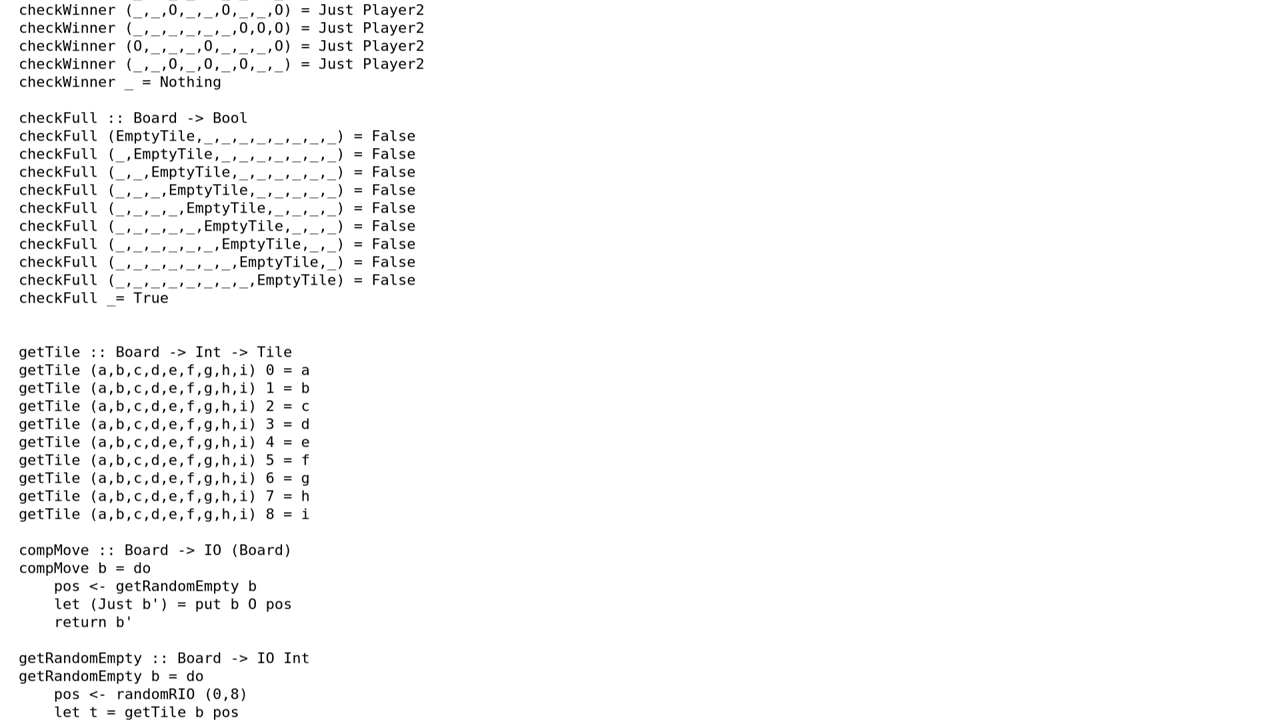 checkWinner (_,_,O,_,_,O,_,_,O) = Just Player2
checkWinner (_,_,_,_,_,_,O,O,O) = Just Player2
checkWinner (O,_,_,_,O,_,_,_,O) = Just Player2
checkWinner (_,_,O,_,O,_,O,_,_) = Just Player2
checkWinner _ = Nothing
checkFull :: Board -> Bool
checkFull (EmptyTile,_,_,_,_,_,_,_,_) = False
checkFull (_,EmptyTile,_,_,_,_,_,_,_) = False
checkFull (_,_,EmptyTile,_,_,_,_,_,_) = False
checkFull (_,_,_,EmptyTile,_,_,_,_,_) = False
checkFull (_,_,_,_,EmptyTile,_,_,_,_) = False
checkFull (_,_,_,_,_,EmptyTile,_,_,_) = False
checkFull (_,_,_,_,_,_,EmptyTile,_,_) = False
checkFull (_,_,_,_,_,_,_,EmptyTile,_) = False
checkFull (_,_,_,_,_,_,_,_,EmptyTile) = False
checkFull _= True
getTile :: Board -> Int -> Tile
getTile (a,b,c,d,e,f,g,h,i) 0 = a
getTile (a,b,c,d,e,f,g,h,i) 1 = b
getTile (a,b,c,d,e,f,g,h,i) 2 = c
getTile (a,b,c,d,e,f,g,h,i) 3 = d
getTile (a,b,c,d,e,f,g,h,i) 4 = e
getTile (a,b,c,d,e,f,g,h,i) 5 = f
getTile (a,b,c,d,e,f,g,h,i) 6 = g
getTile (a,b,c,d,e,f,g,h,i) 7 = h
getTile (a,b,c,d,e,f,g,h,i) 8 = i
compMove :: Board -> IO (Board)
compMove b = do
    pos <- getRandomEmpty b
    let (Just b') = put b O pos
    return b'
getRandomEmpty :: Board -> IO Int
getRandomEmpty b = do
    pos <- randomRIO (0,8)
    let t = getTile b pos